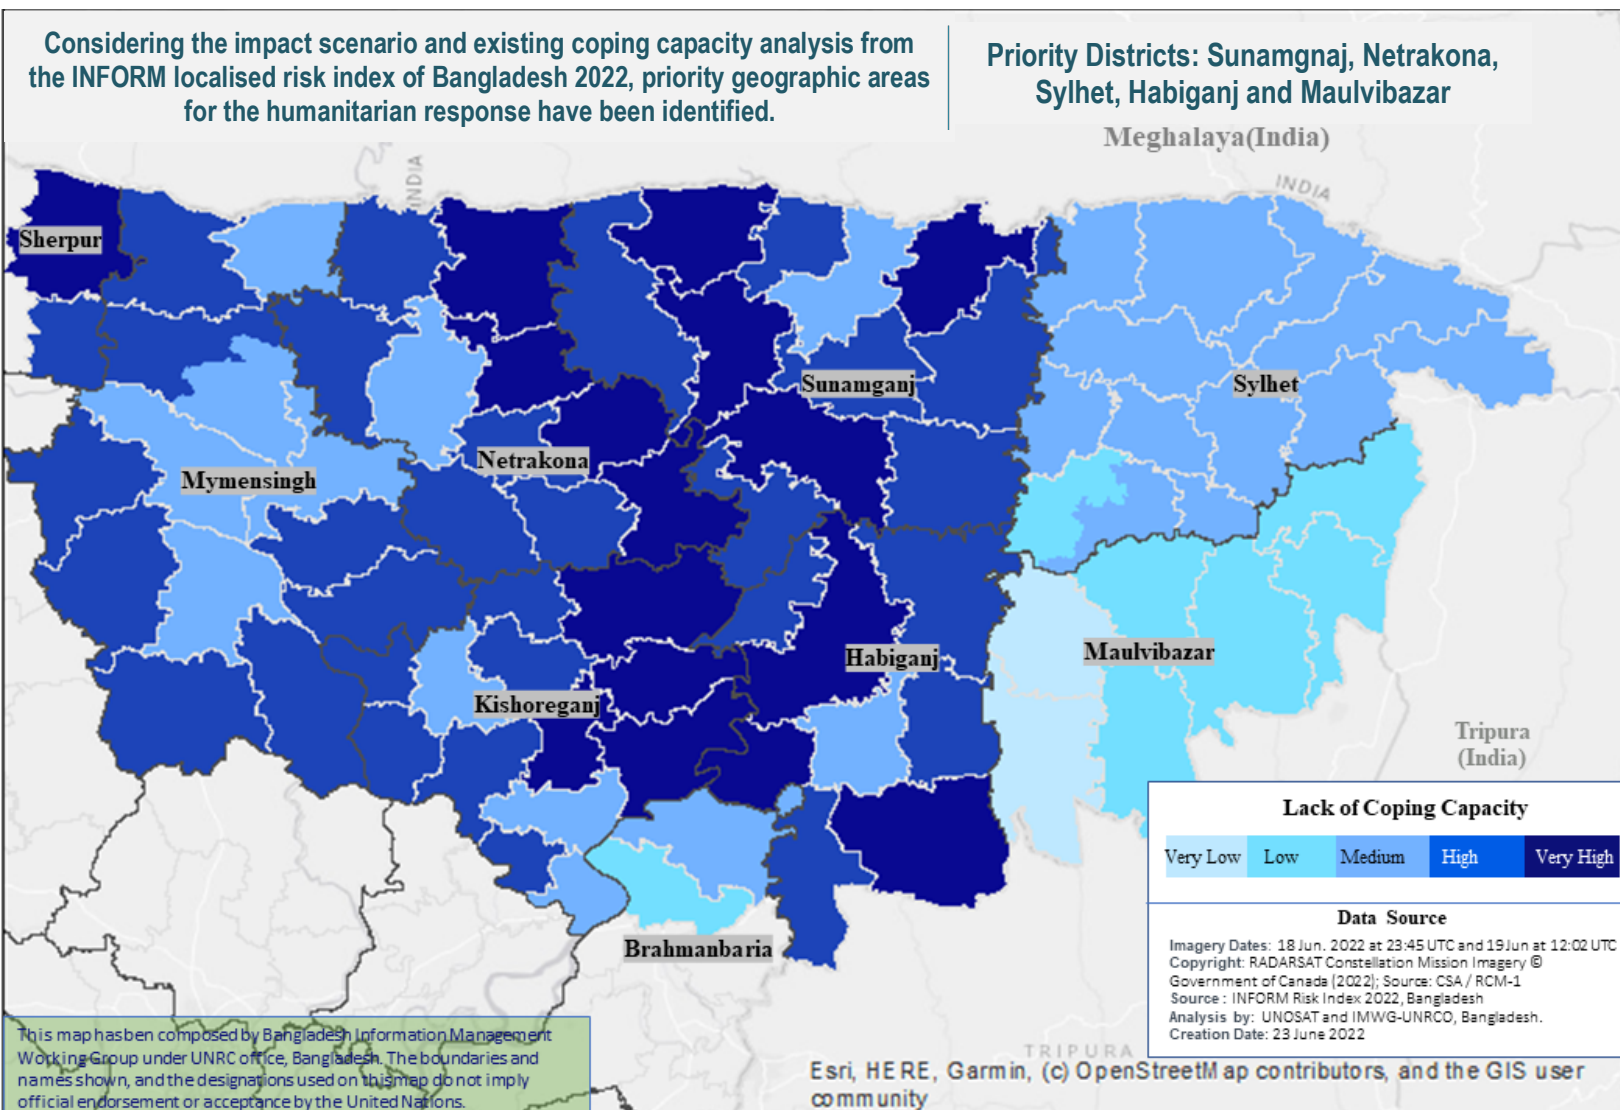 Considering the impact scenario and existing coping capacity analysis from
the INFORM localised risk index of Bangladesh 2022, priority geographic areas
for the humanitarian response have been identified.
Priority Districts: Sunamgnaj, Netrakona,
Sylhet, Habiganj and Maulvibazar
Meghalaya(India)
INDIA
INDIA
Sherpur
Sunamganj
Sylhet
Netrakona
Mymensingh
Habiganj
Maulvibazar
Kishoreganj
Tripura
(India)
Brahmanbaria
Lack of Coping Capacity
Very Low Low Medium High Very High
Data Source
Imagery Dates: 18 Jun. 2022 at 23:45 UTC and 19 Jun at 12:02 UTC
Copyright: RADARSAT Constellation Mission Imagery ©
Government of Canada (2022); Source: CSA / RCM-1
Source : INFORM Risk Index 2022, Bangladesh
Analysis by: UNOSAT and IMWG-UNRCO, Bangladesh.
Creation Date: 23 June 2022
This map hasben composed by Bangladesh Information Management
Working Group under UNRC office, Bangladesh. The boundaries and
names shown, and the designations used on this map do not imply
official endorsement or acceptance by the United Nations.
TRIPURA
Esri, HERE, Garmin, (c) OpenStreetMap contributors, and the GIS user
community